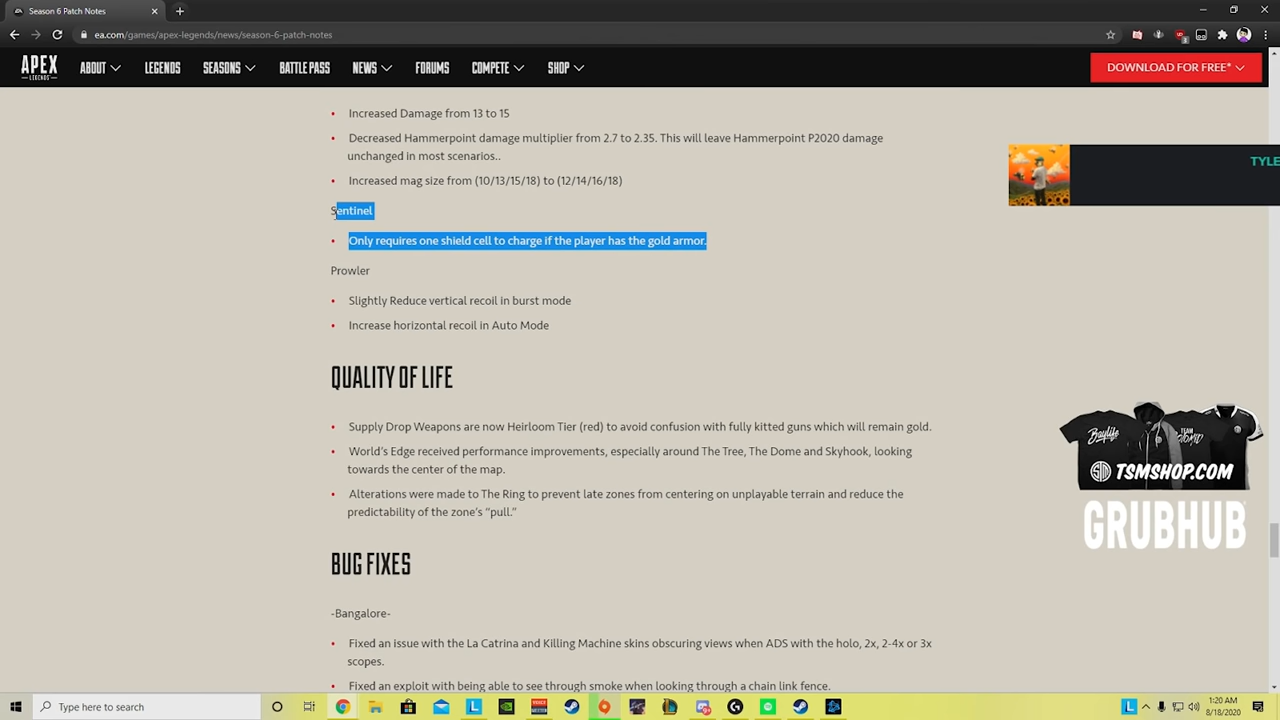 Season 6 Patch Notes
ea.com/games/apex-legends/news/season-6-patch-notes
APEX
LEGENDS
ABOUT
LEGENDS
SEASONS
BATTLE PASS
NEWS
FORUMS
COMPETE
SHOP
DOWNLOAD FOR FREE*
• Increased Damage from 13 to 15
• Decreased Hammerpoint damage multiplier from 2.7 to 2.35. This will leave Hammerpoint P2020 damage
unchanged in most scenarios..
• Increased mag size from (10/13/15/18) to (12/14/16/18)
TYLE
Sentinel
• Only requires one shield cell to charge if the player has the gold armor.
Prowler
• Slightly Reduce vertical recoil in burst mode
• Increase horizontal recoil in Auto Mode
QUALITY OF LIFE
• Supply Drop Weapons are now Heirloom Tier (red) to avoid confusion with fully kitted guns which will remain gold.
• World's Edge received performance improvements, especially around The Tree, The Dome and Skyhook, looking
towards the center of the map.
• Alterations were made to The Ring to prevent late zones from centering on unplayable terrain and reduce the
predictability of the zone's “pull.”
Baylife
TSM
TSMSHOP.COM
GRUBHUB
BUG FIXES
-Bangalore-
• Fixed an issue with the La Catrina and Killing Machine skins obscuring views when ADS with the holo, 2x, 2-4x or 3x
scopes.
• Fixed an exploit with being able to see through smoke when looking through a chain link fence.
Type here to search
1:20 AM
8/18/2020